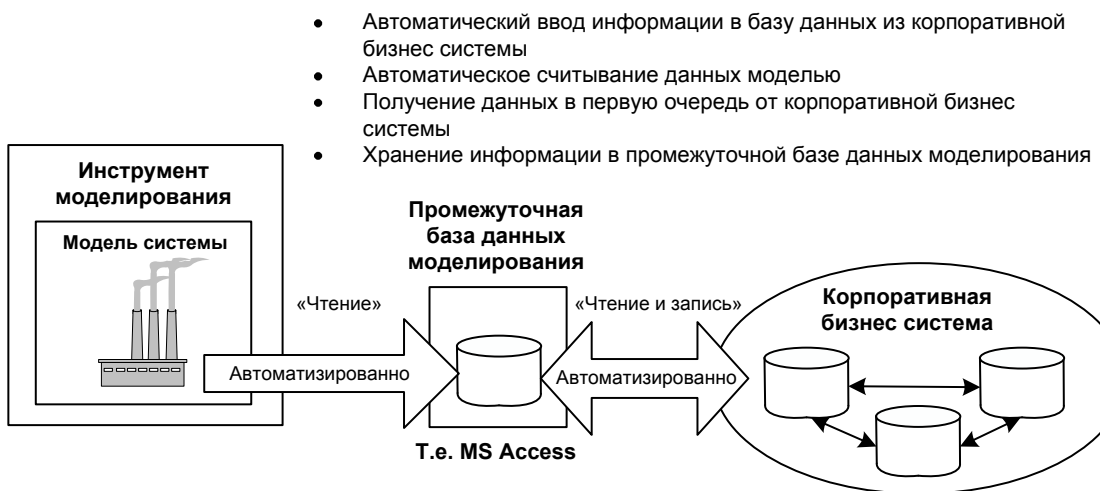 • Автоматический ввод информации в базу данных из корпоративной
бизнес системы
• Автоматическое считывание данных моделью
• Получение данных в первую очередь от корпоративной бизнес
системы
• Хранение информации в промежуточной базе данных моделирования
Инструмент
моделирования
Модель системы
«Чтение»
Автоматизированно
Промежуточная
база данных
моделирования
Т.е. MS Access
«Чтение и запись»
Автоматизированно
Корпоративная
бизнес система